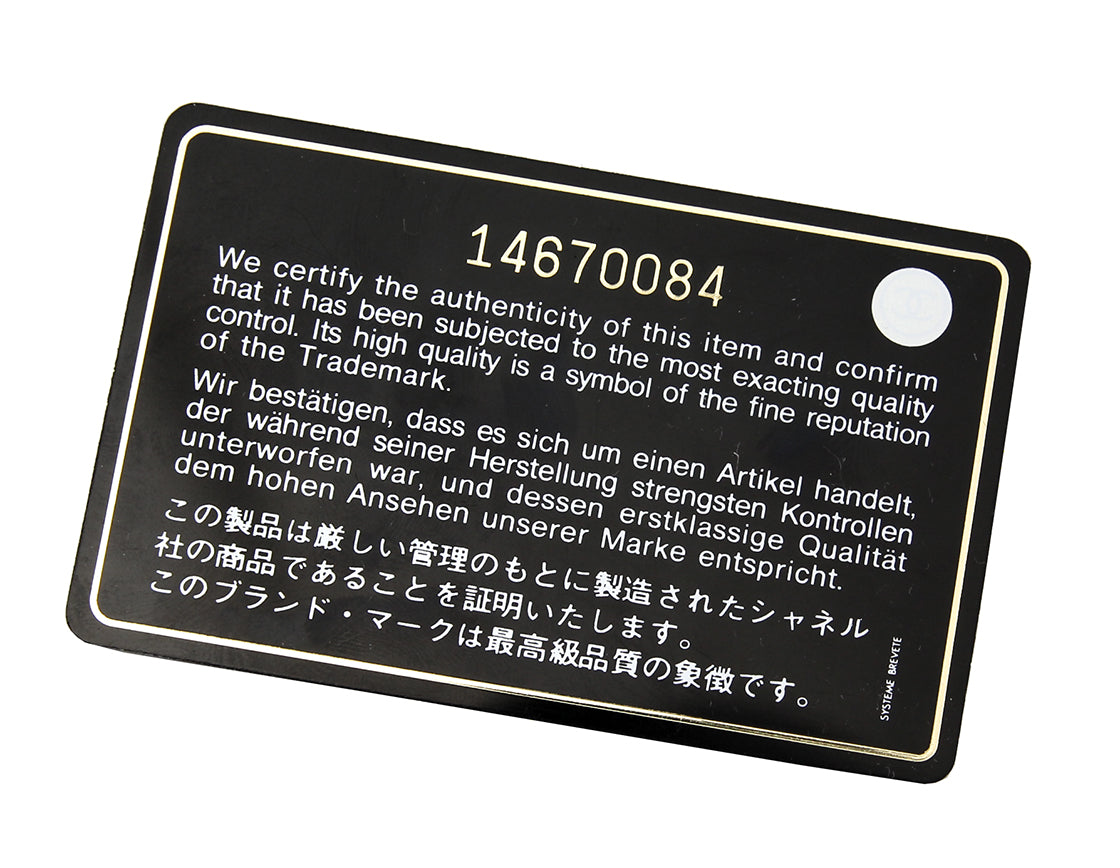 14670084
We certify the authenticity of this item and confirm
that it has been subjected to the most exacting quality
control. Its high quality is a symbol of the fine reputation
of the Trademark.
Wir bestätigen, dass es sich um einen Artikel handelt,
der während seiner Herstellung strengsten Kontrollen
unterworfen war, und dessen erstklassige Qualität
dem hohen Ansehen unserer Marke entspricht.
この製品は厳しい管理のもとに製造されたシャネル
社の商品であることを証明いたします。
このブランド・マークは最高級品質の象徴です。
SYSTEME BREVETE